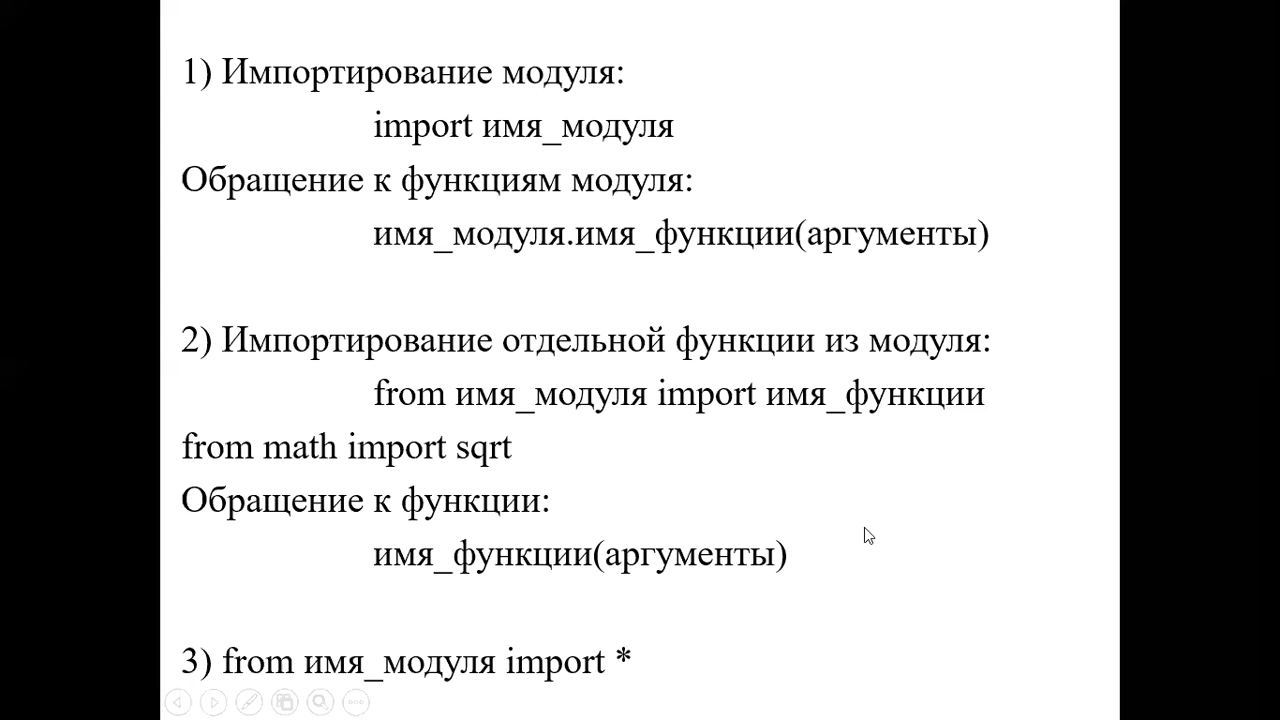 1) Импортирование модуля:
import имя_модуля
Обращение к функциям модуля:
имя_модуля.имя_функции(аргументы)
2) Импортирование отдельной функции из модуля:
from имя_модуля import имя_функции
from math import sqrt
Обращение к функции:
имя_функции(аргументы)
3) from имя_модуля import *